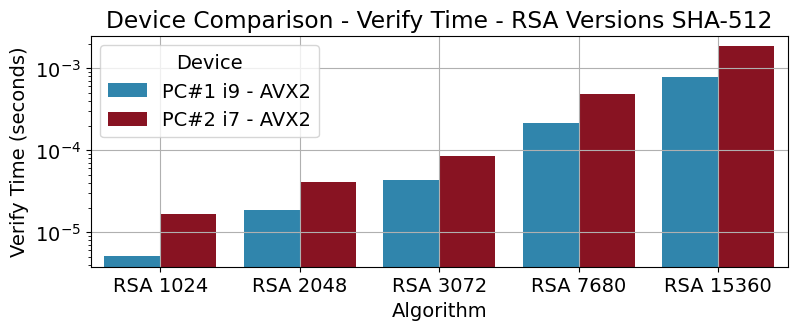 Device Comparison - Verify Time - RSA Versions SHA-512
Device
PC#1 i9 - AVX2
PC#2 i7 - AVX2
Verify Time (seconds)
10⁻³
10⁻⁴
10⁻⁵
RSA 1024 RSA 2048 RSA 3072 RSA 7680 RSA 15360
Algorithm